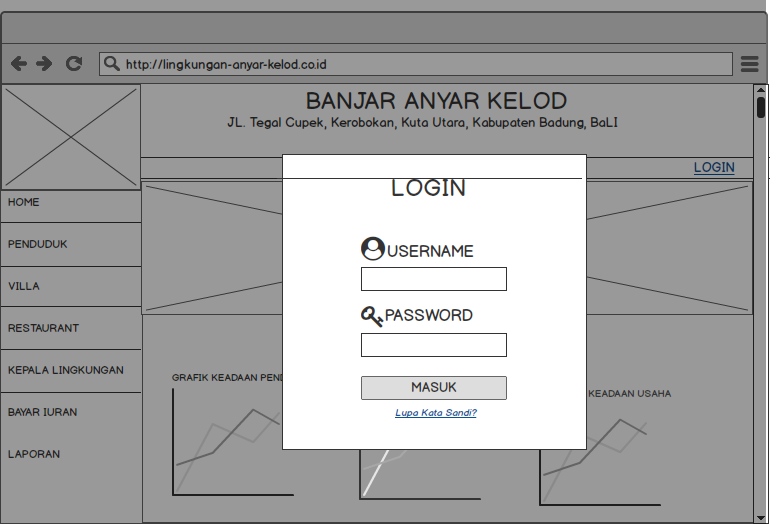 http://lingkungan-anyar-kelod.co.id
BANJAR ANYAR KELOD
JL. Tegal Cupek, Kerobokan, Kuta Utara, Kabupaten Badung, BaLI
LOGIN
HOME
PENDUDUK
VILLA
RESTAURANT
KEPALA LINGKUNGAN
BAYAR IURAN
LAPORAN
LOGIN
USERNAME
PASSWORD
MASUK
Lupa Kata Sandi?
GRAFIK KEADAAN PEND
KEADAAN USAHA